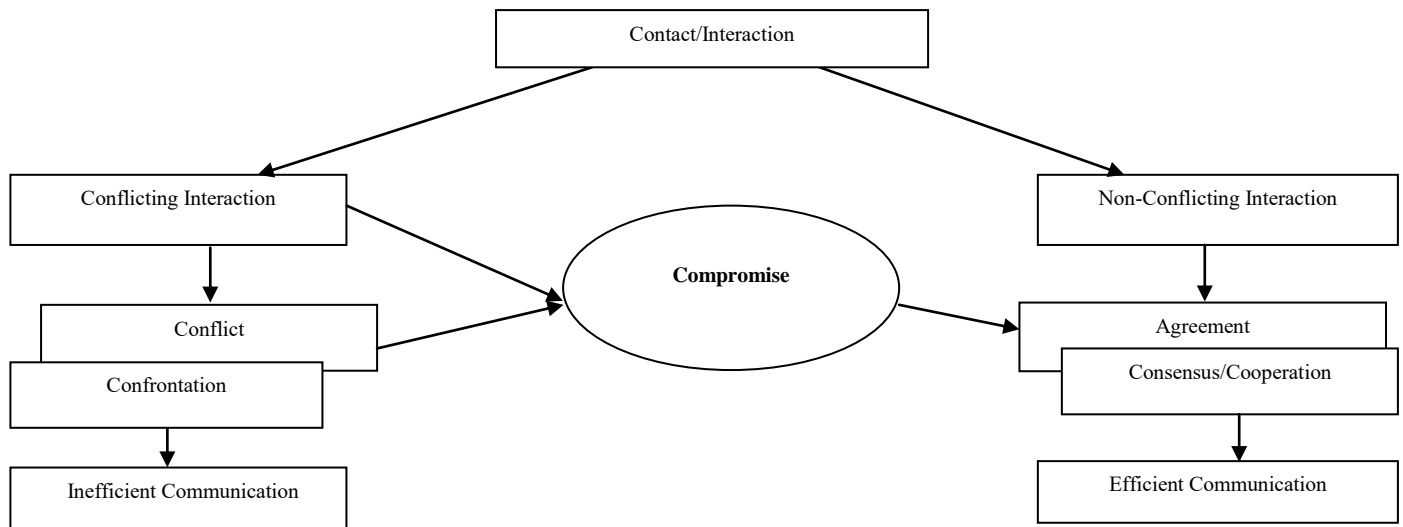 Contact/Interaction
Conflicting Interaction
Non-Conflicting Interaction
Compromise
Conflict
Agreement
Confrontation
Consensus/Cooperation
Inefficient Communication
Efficient Communication